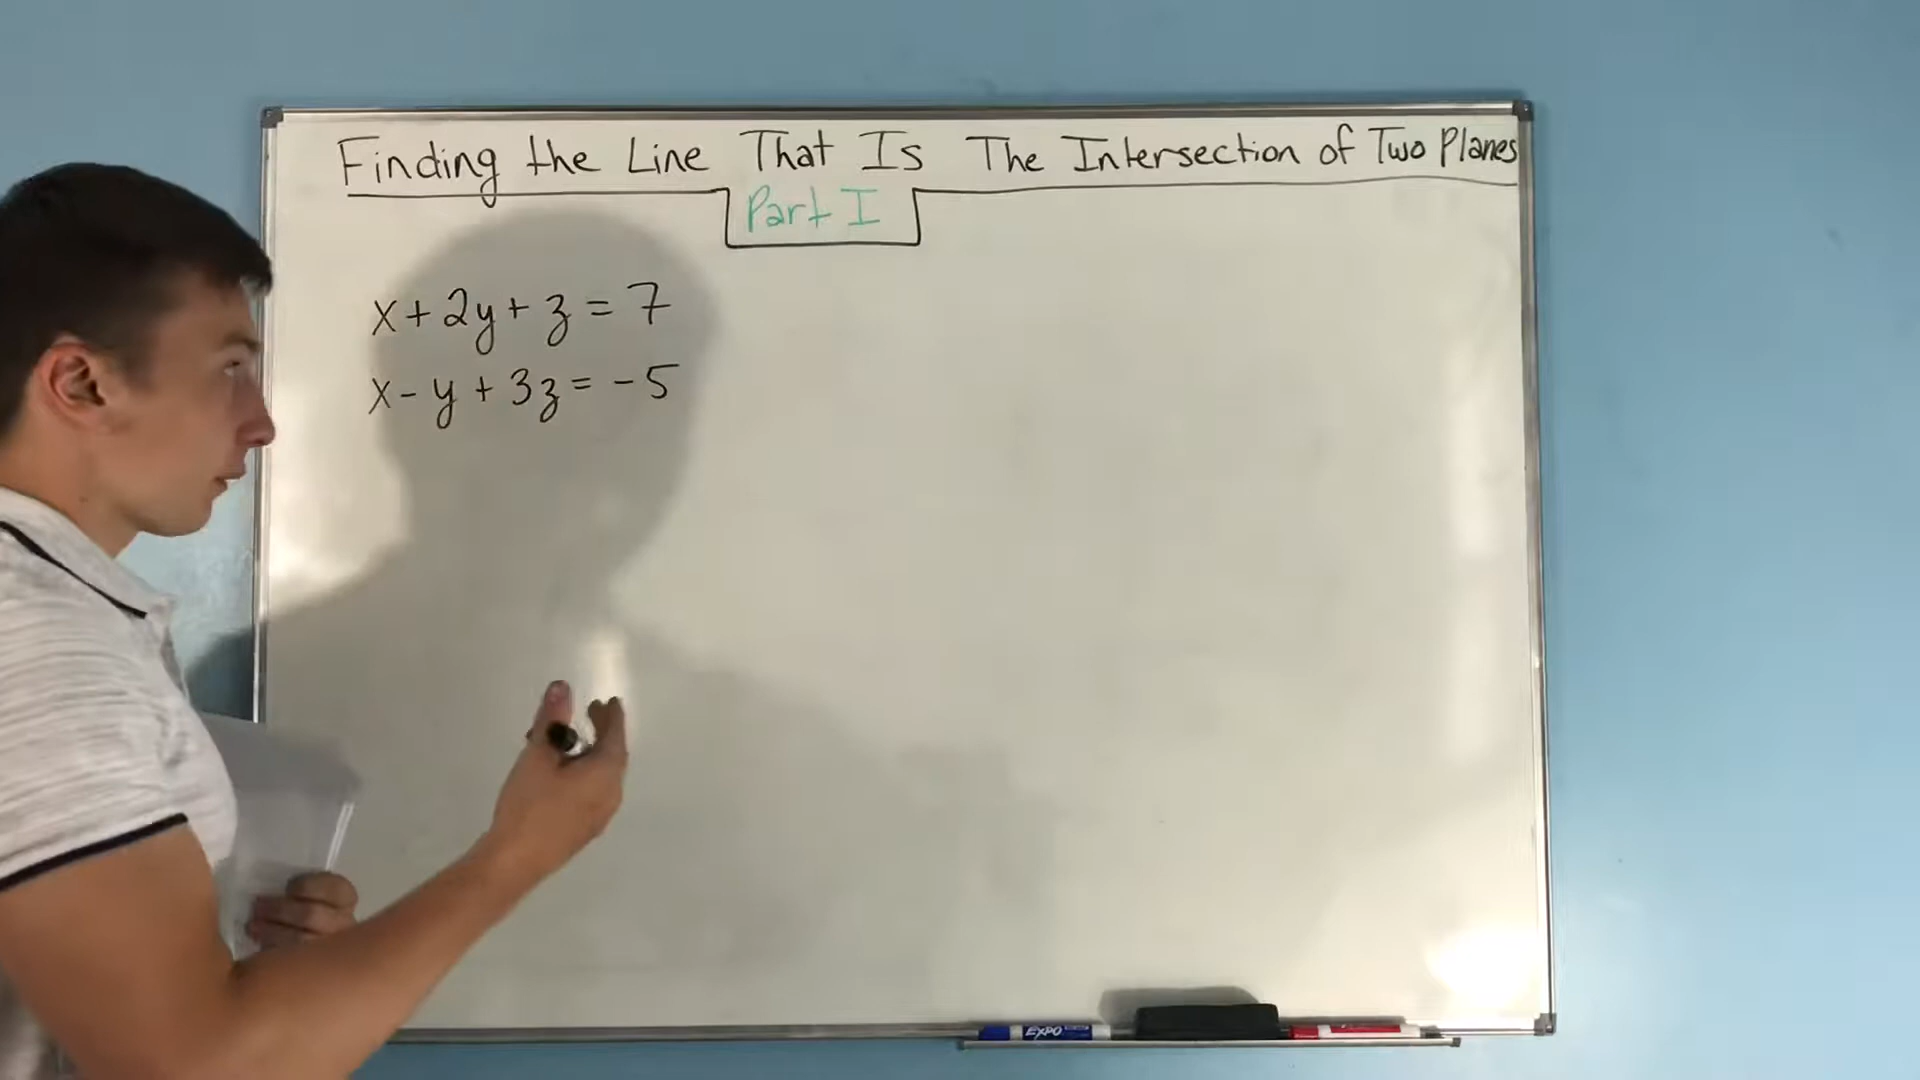 Finding the Line That Is The Intersection of Two Planes
Part I
x + 2y + z = 7
x - y + 3z = -5
EXPO